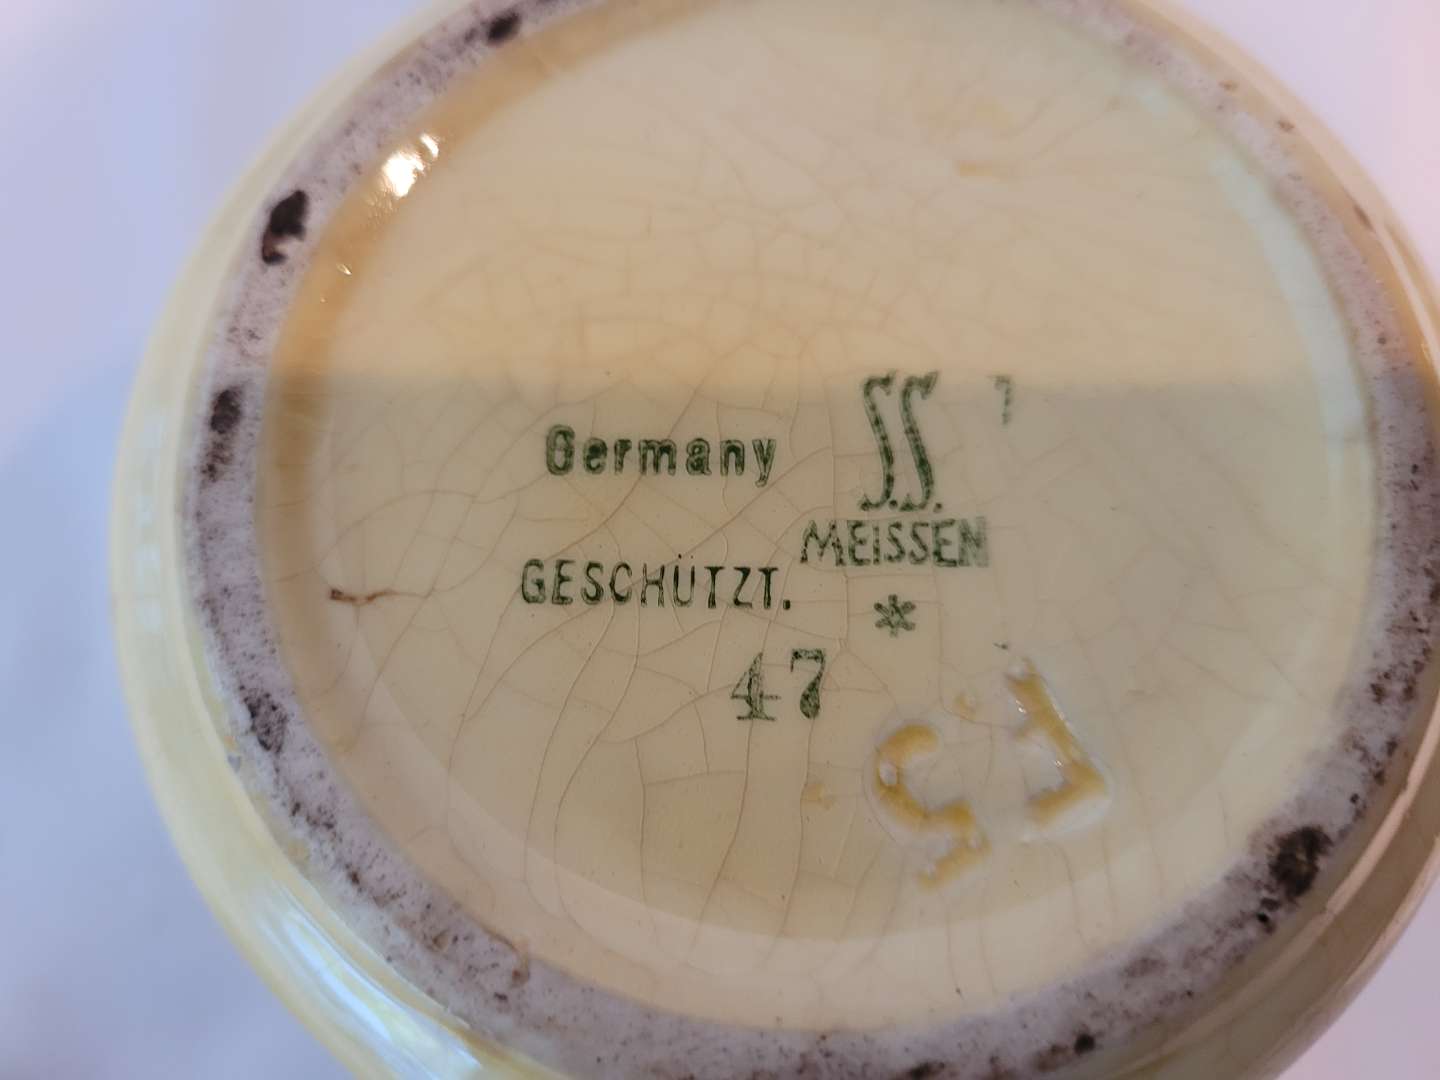 Germany
S.S.
MEISSEN
GESCHÜTZT.
*
47